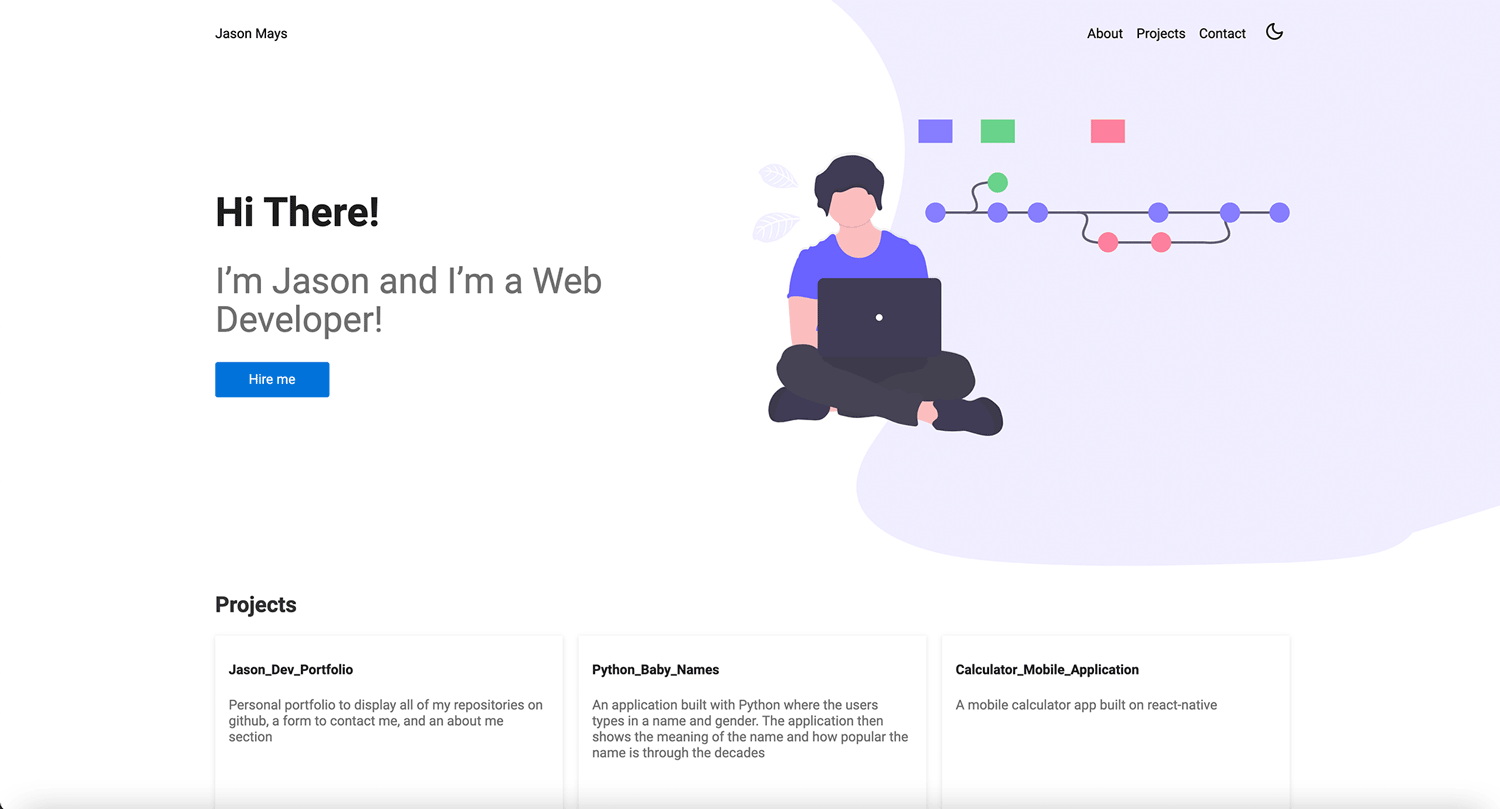 Jason Mays
About Projects Contact
Hi There!
I’m Jason and I’m a Web
Developer!
Hire me
Projects
Jason_Dev_Portfolio
Personal portfolio to display all of my repositories on
github, a form to contact me, and an about me
section
Python_Baby_Names
An application built with Python where the users
types in a name and gender. The application then
shows the meaning of the name and how popular the
name is through the decades
Calculator_Mobile_Application
A mobile calculator app built on react-native